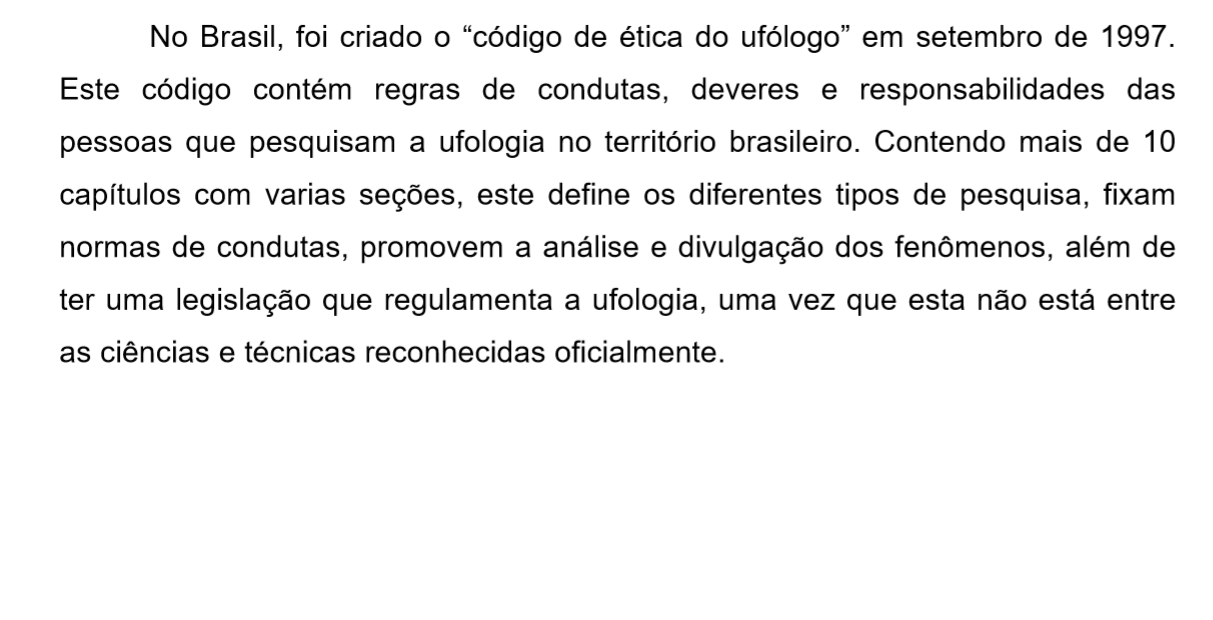 No Brasil, foi criado o “código de ética do ufólogo” em setembro de 1997.
Este código contém regras de condutas, deveres e responsabilidades das
pessoas que pesquisam a ufologia no território brasileiro. Contendo mais de 10
capítulos com varias seções, este define os diferentes tipos de pesquisa, fixam
normas de condutas, promovem a análise e divulgação dos fenômenos, além de
ter uma legislação que regulamenta a ufologia, uma vez que esta não está entre
as ciências e técnicas reconhecidas oficialmente.